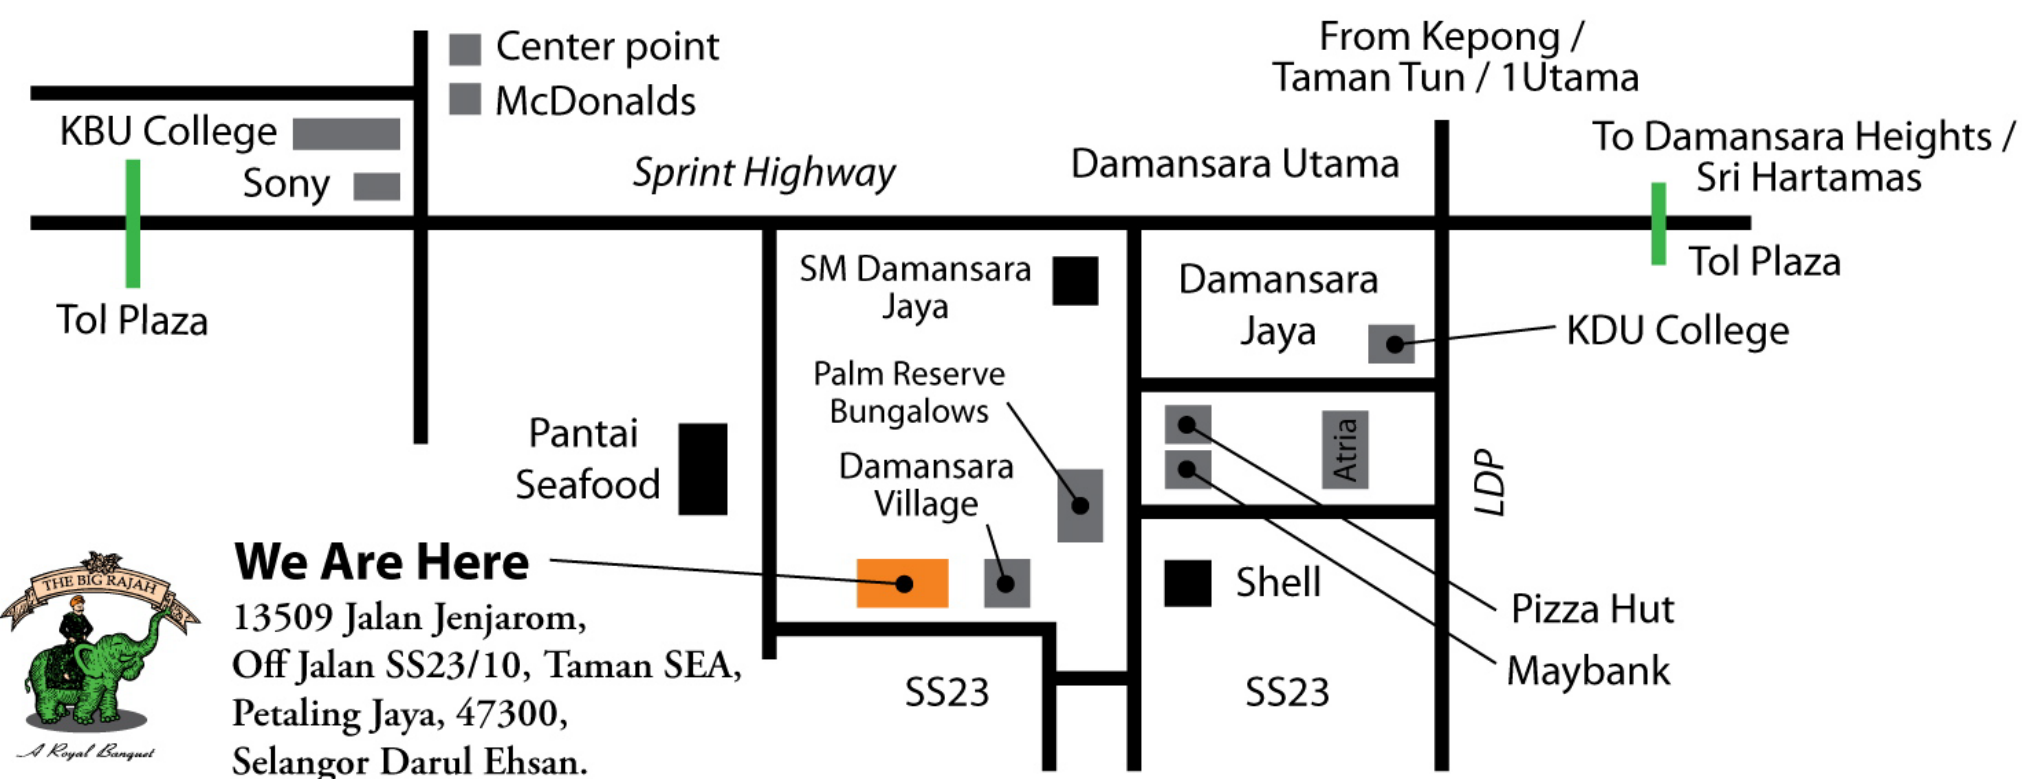 Center point
McDonalds
From Kepong /
Taman Tun / 1Utama
KBU College
Sony
Sprint Highway
Damansara Utama
To Damansara Heights /
Sri Hartamas
Tol Plaza
Tol Plaza
SM Damansara
Jaya
Damansara
Jaya
KDU College
Palm Reserve
Bungalows
Pantai
Seafood
Damansara
Village
Atria
LDP
We Are Here
13509 Jalan Jenjarom,
Off Jalan SS23/10, Taman SEA,
Petaling Jaya, 47300,
Selangor Darul Ehsan.
THE BIG RAJAH
A Royal Banquet
Shell
Pizza Hut
Maybank
SS23
SS23